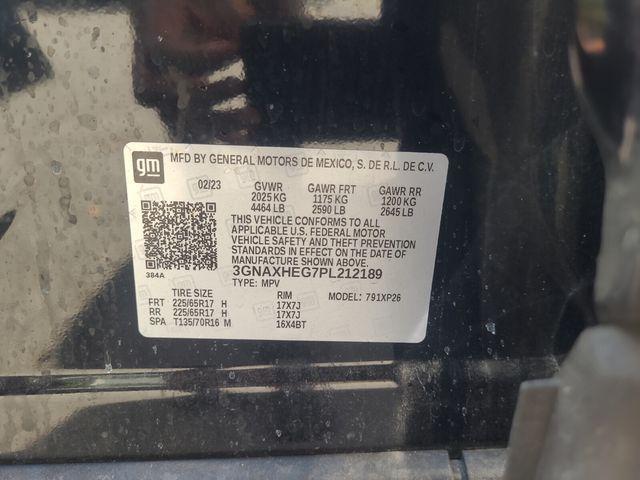 gm MFD BY GENERAL MOTORS DE MEXICO, S. DE R.L. DE C.V.
02/23 GVWR GAWR FRT GAWR RR
2025 KG 1175 KG 1200 KG
4464 LB 2590 LB 2645 LB
THIS VEHICLE CONFORMS TO ALL
APPLICABLE U.S. FEDERAL MOTOR
VEHICLE SAFETY AND THEFT PREVENTION
STANDARDS IN EFFECT ON THE DATE OF
MANUFACTURE SHOWN ABOVE.
3GNAXHEG7PL212189
384A TYPE: MPV
TIRE SIZE RIM MODEL: 791XP26
FRT 225/65R17 H 17X7J
RR 225/65R17 H 17X7J
SPA T135/70R16 M 16X4BT